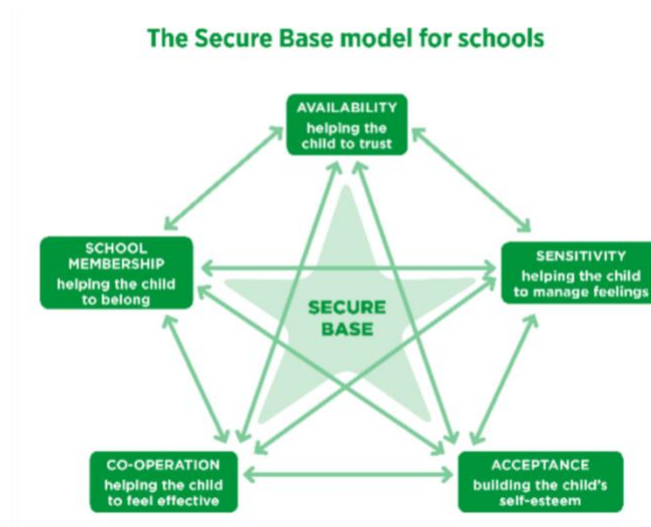 The Secure Base model for schools
AVAILABILITY
helping the
child to trust
SCHOOL
MEMBERSHIP
helping the child
to belong
SENSITIVITY
helping the child
to manage feelings
SECURE
BASE
CO-OPERATION
helping the child
to feel effective
ACCEPTANCE
building the child's
self-esteem